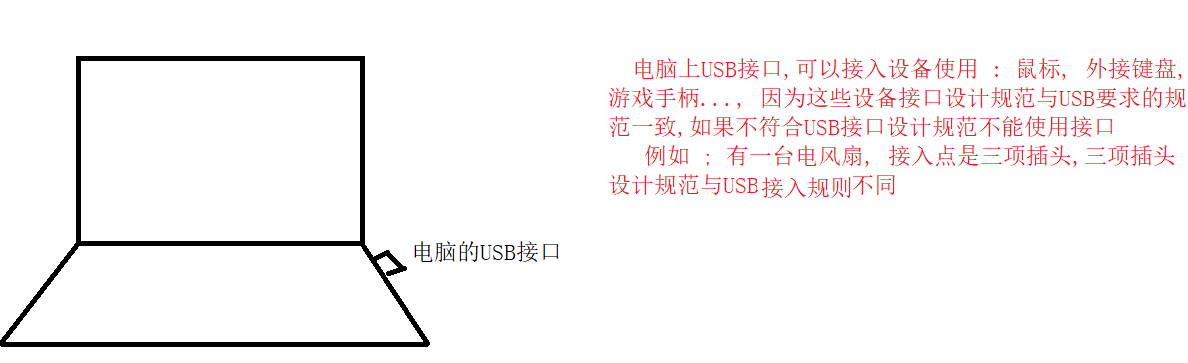 电脑上USB接口,可以接入设备使用 : 鼠标, 外接键盘,
游戏手柄..., 因为这些设备接口设计规范与USB要求的规
范一致,如果不符合USB接口设计规范不能使用接口
例如 ; 有一台电风扇, 接入点是三项插头,三项插头
设计规范与USB接入规则不同
电脑的USB接口